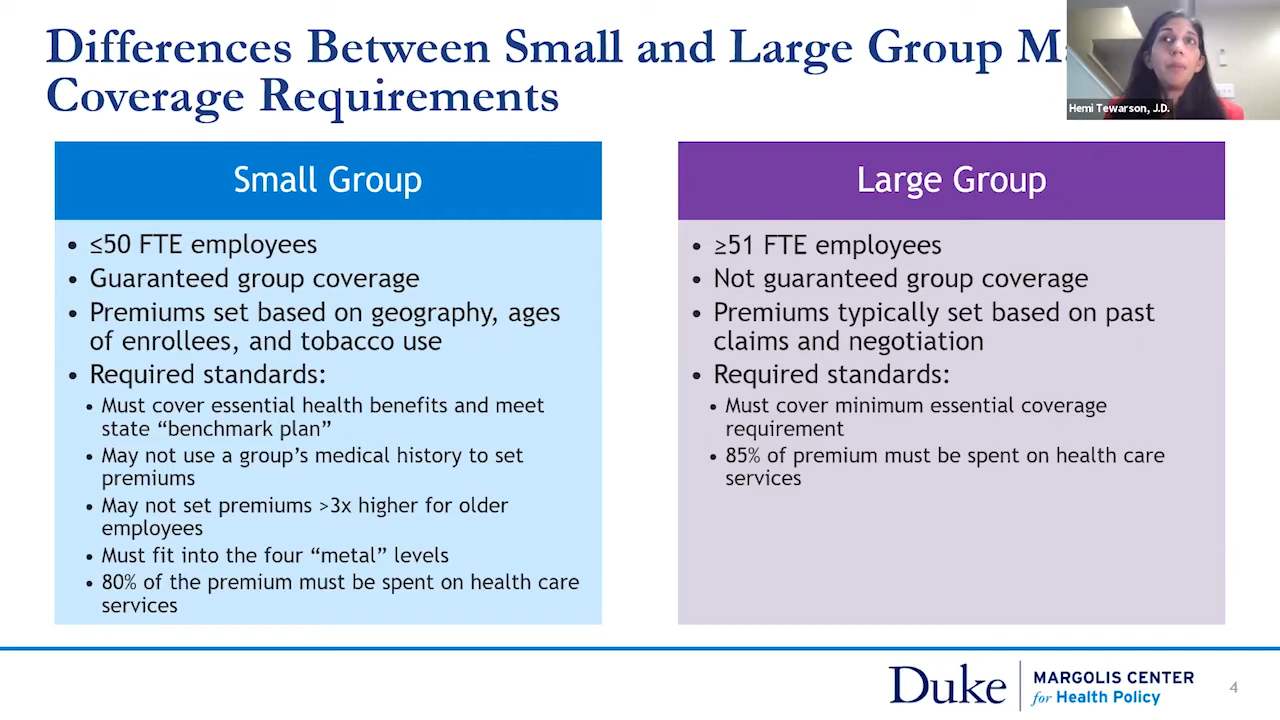 Differences Between Small and Large Group
Coverage Requirements
Hemi Tewarson, J.D.
Small Group
• ≤50 FTE employees
• Guaranteed group coverage
• Premiums set based on geography, ages
of enrollees, and tobacco use
• Required standards:
• Must cover essential health benefits and meet
state “benchmark plan”
• May not use a group’s medical history to set
premiums
• May not set premiums >3x higher for older
employees
• Must fit into the four “metal” levels
• 80% of the premium must be spent on health care
services
Large Group
• ≥51 FTE employees
• Not guaranteed group coverage
• Premiums typically set based on past
claims and negotiation
• Required standards:
• Must cover minimum essential coverage
requirement
• 85% of premium must be spent on health care
services
Duke
MARGOLIS CENTER
for Health Policy
4